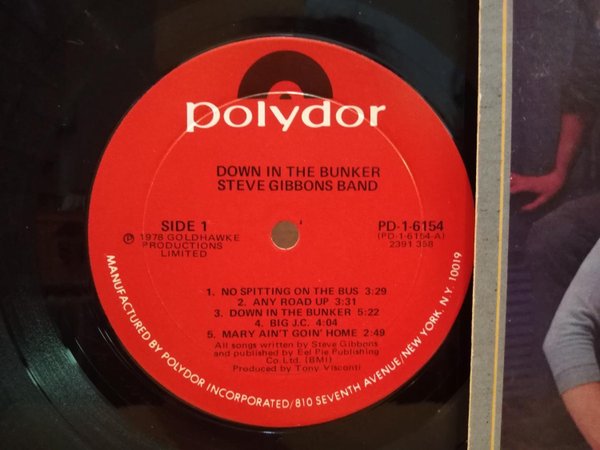 polydor
DOWN IN THE BUNKER
STEVE GIBBONS BAND
SIDE 1
℗ 1978 GOLDHAWKE
PRODUCTIONS
LIMITED
PD-1-6154
(PD-1-6154-A)
2391 358
1. NO SPITTING ON THE BUS 3:29
2. ANY ROAD UP 3:31
3. DOWN IN THE BUNKER 5:22
4. BIG J.C. 4:04
5. MARY AIN'T GOIN' HOME 2:49
All songs written by Steve Gibbons
and published by Eel Pie Publishing
Co.Ltd. (BMI)
Produced by Tony Visconti
MANUFACTURED BY POLYDOR INCORPORATED/810 SEVENTH AVENUE/NEW YORK, N.Y. 10019